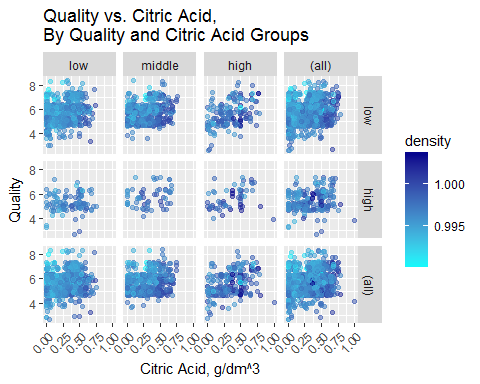 Quality vs. Citric Acid,
By Quality and Citric Acid Groups
low middle high (all)
8
6
4
low
8
6
4
high
8
6
4
(all)
Quality
0.00 0.25 0.50 0.75 1.00 0.00 0.25 0.50 0.75 1.00 0.00 0.25 0.50 0.75 1.00 0.00 0.25 0.50 0.75 1.00
Citric Acid, g/dm^3
density
1.000
0.995